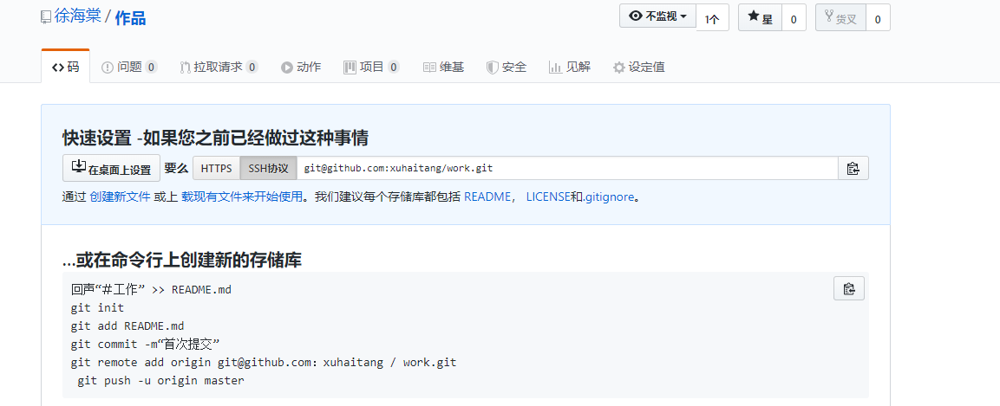 徐海棠 / 作品
不监视 1个 星 0 货叉 0
码 问题 0 拉取请求 0 动作 项目 0 维基 安全 见解 设定值
快速设置 -如果您之前已经做过这种事情
在桌面上设置 要么 HTTPS SSH协议 git@github.com:xuhaitang/work.git
通过 创建新文件 或上 载现有文件来开始使用。我们建议每个存储库都包括 README， LICENSE和.gitignore。
...或在命令行上创建新的存储库
回声“＃工作” >> README.md
git init
git add README.md
git commit -m“首次提交”
git remote add origin git@github.com：xuhaitang / work.git
git push -u origin master